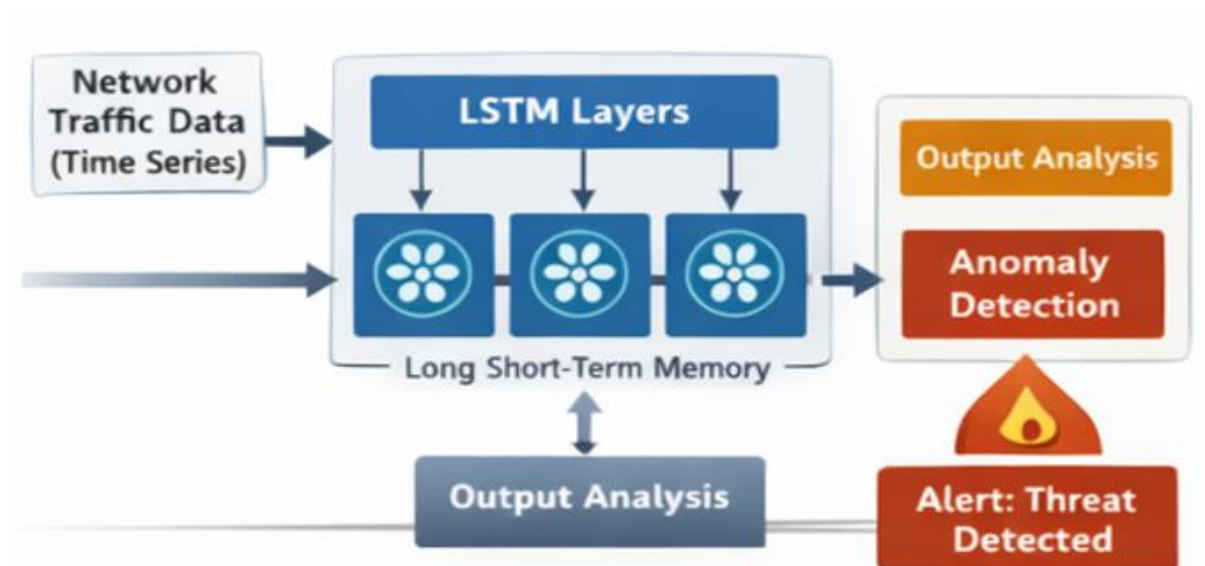 Network
Traffic Data
(Time Series)
LSTM Layers
Long Short-Term Memory
Output Analysis
Anomaly
Detection
Output Analysis
Alert: Threat
Detected